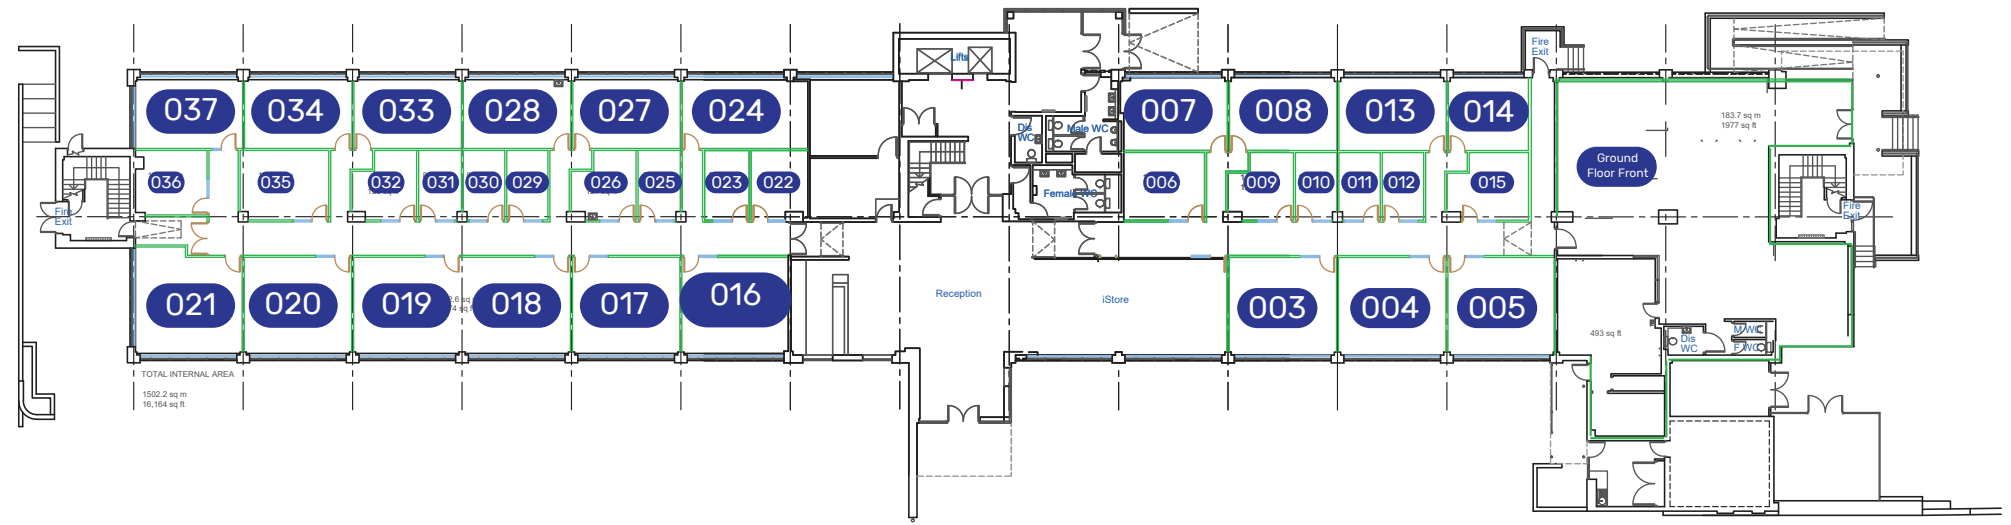 Fire
Exit
Lifts
037
034
033
028
027
024
007
008
013
014
183.7 sq m
1977 sq ft
Dis
WC
Male WC
Ground
Floor Front
036
035
032
031
030
029
026
025
023
022
Female WC
006
009
010
011
012
015
Fire
Exit
Fire
Exit
021
020
019
018
017
016
Reception
iStore
003
004
005
493 sq ft
Dis
WC
M WC
F WC
TOTAL INTERNAL AREA
1502.2 sq m
16,164 sq ft